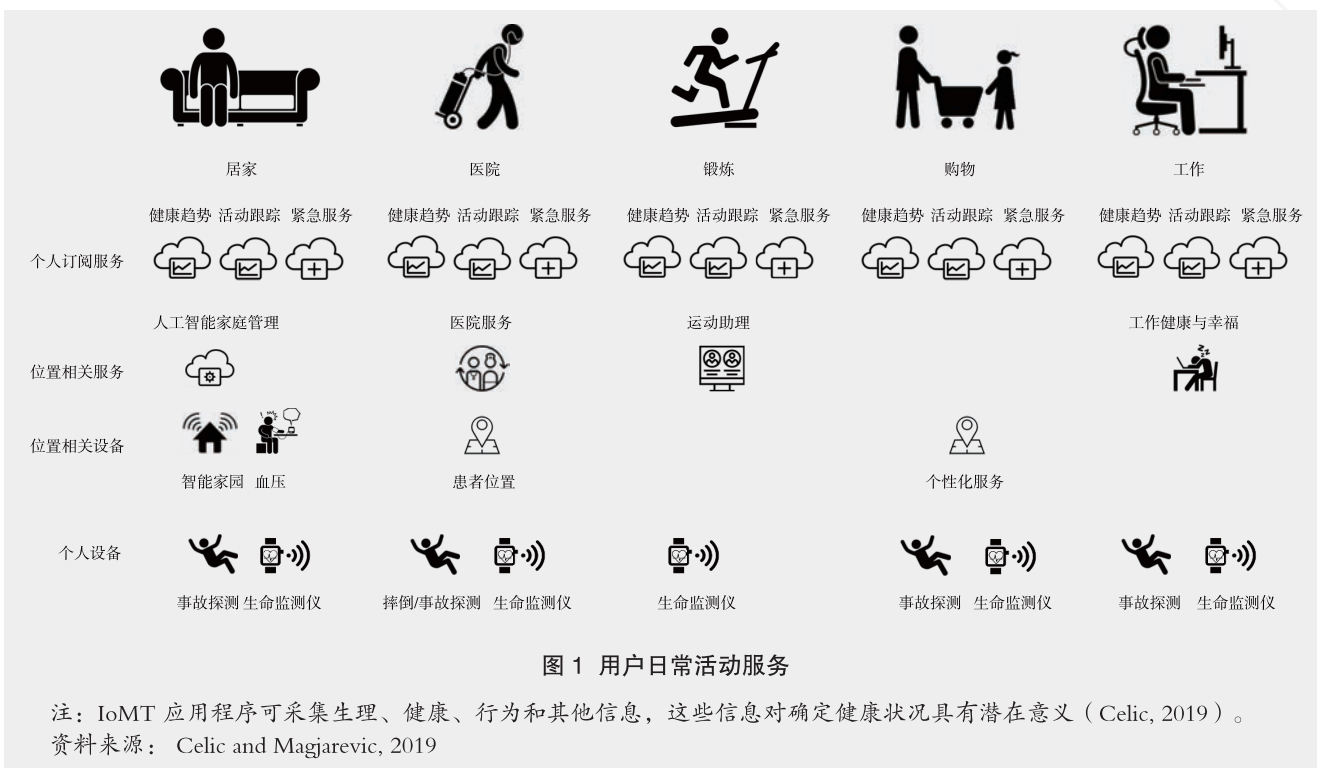 居家 医院 锻炼 购物 工作
健康趋势 活动跟踪 紧急服务 健康趋势 活动跟踪 紧急服务 健康趋势 活动跟踪 紧急服务 健康趋势 活动跟踪 紧急服务 健康趋势 活动跟踪 紧急服务
个人订阅服务
人工智能家庭管理 医院服务 运动助理 工作健康与幸福
位置相关服务
位置相关设备
智能家园 血压 患者位置 个性化服务
个人设备
事故探测 生命监测仪 摔倒/事故探测 生命监测仪 生命监测仪 事故探测 生命监测仪 事故探测 生命监测仪
图 1 用户日常活动服务
注：IoMT 应用程序可采集生理、健康、行为和其他信息，这些信息对确定健康状况具有潜在意义（Celic, 2019）。
资料来源： Celic and Magjarevic, 2019